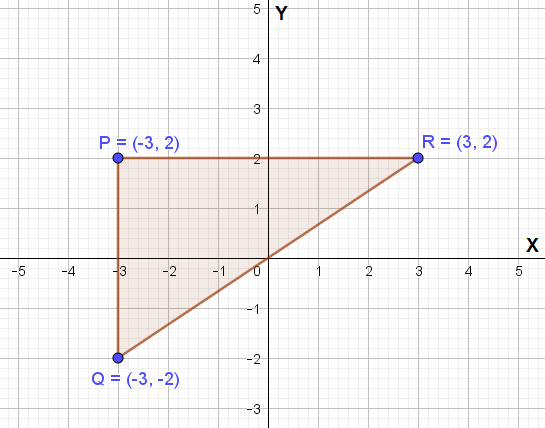 5
Y
4
3
P = (-3, 2)
R = (3, 2)
2
1
X
-5 -4 -3 -2 -1 0 1 2 3 4 5
-1
-2
Q = (-3, -2)
-3